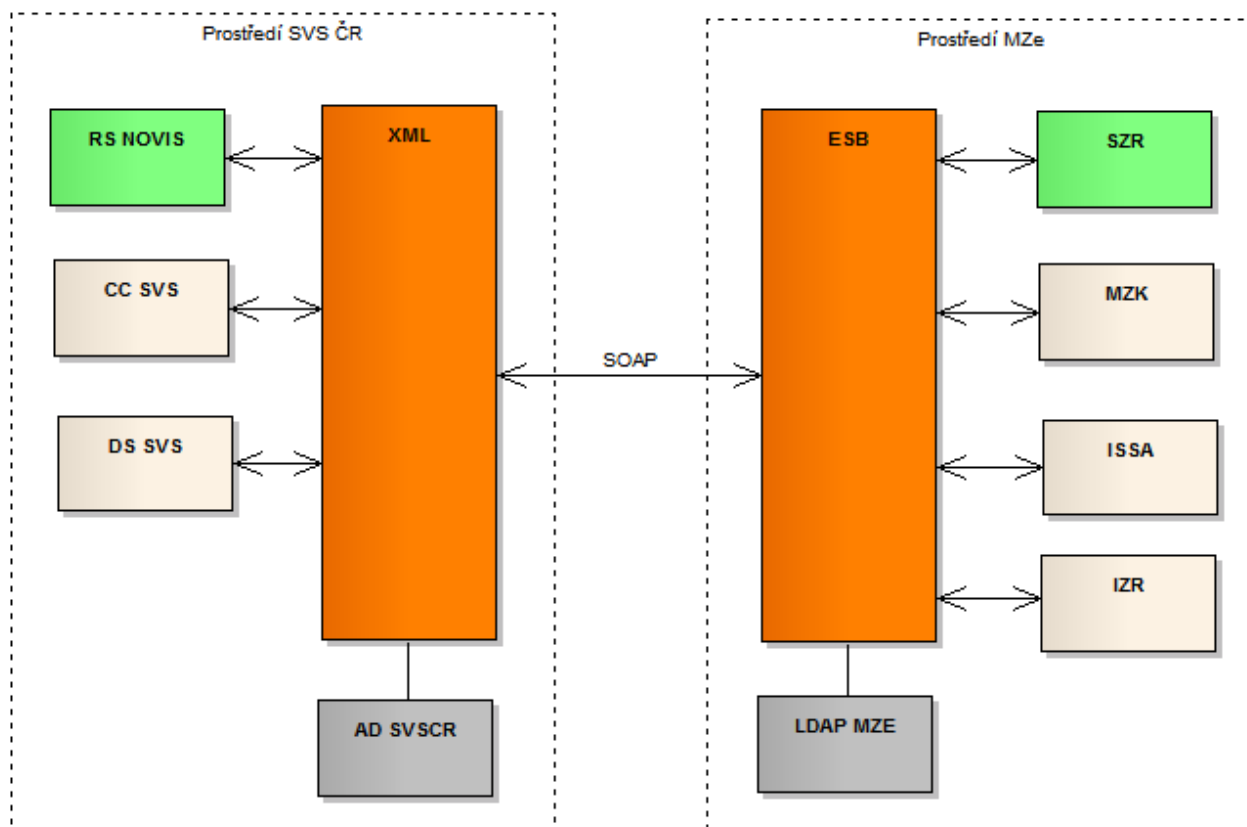 Prostředí SVS ČR
RS NOVIS
XML
CC SVS
DS SVS
AD SVSCR
SOAP
Prostředí MZe
ESB
SZR
MZK
ISSA
IZR
LDAP MZE